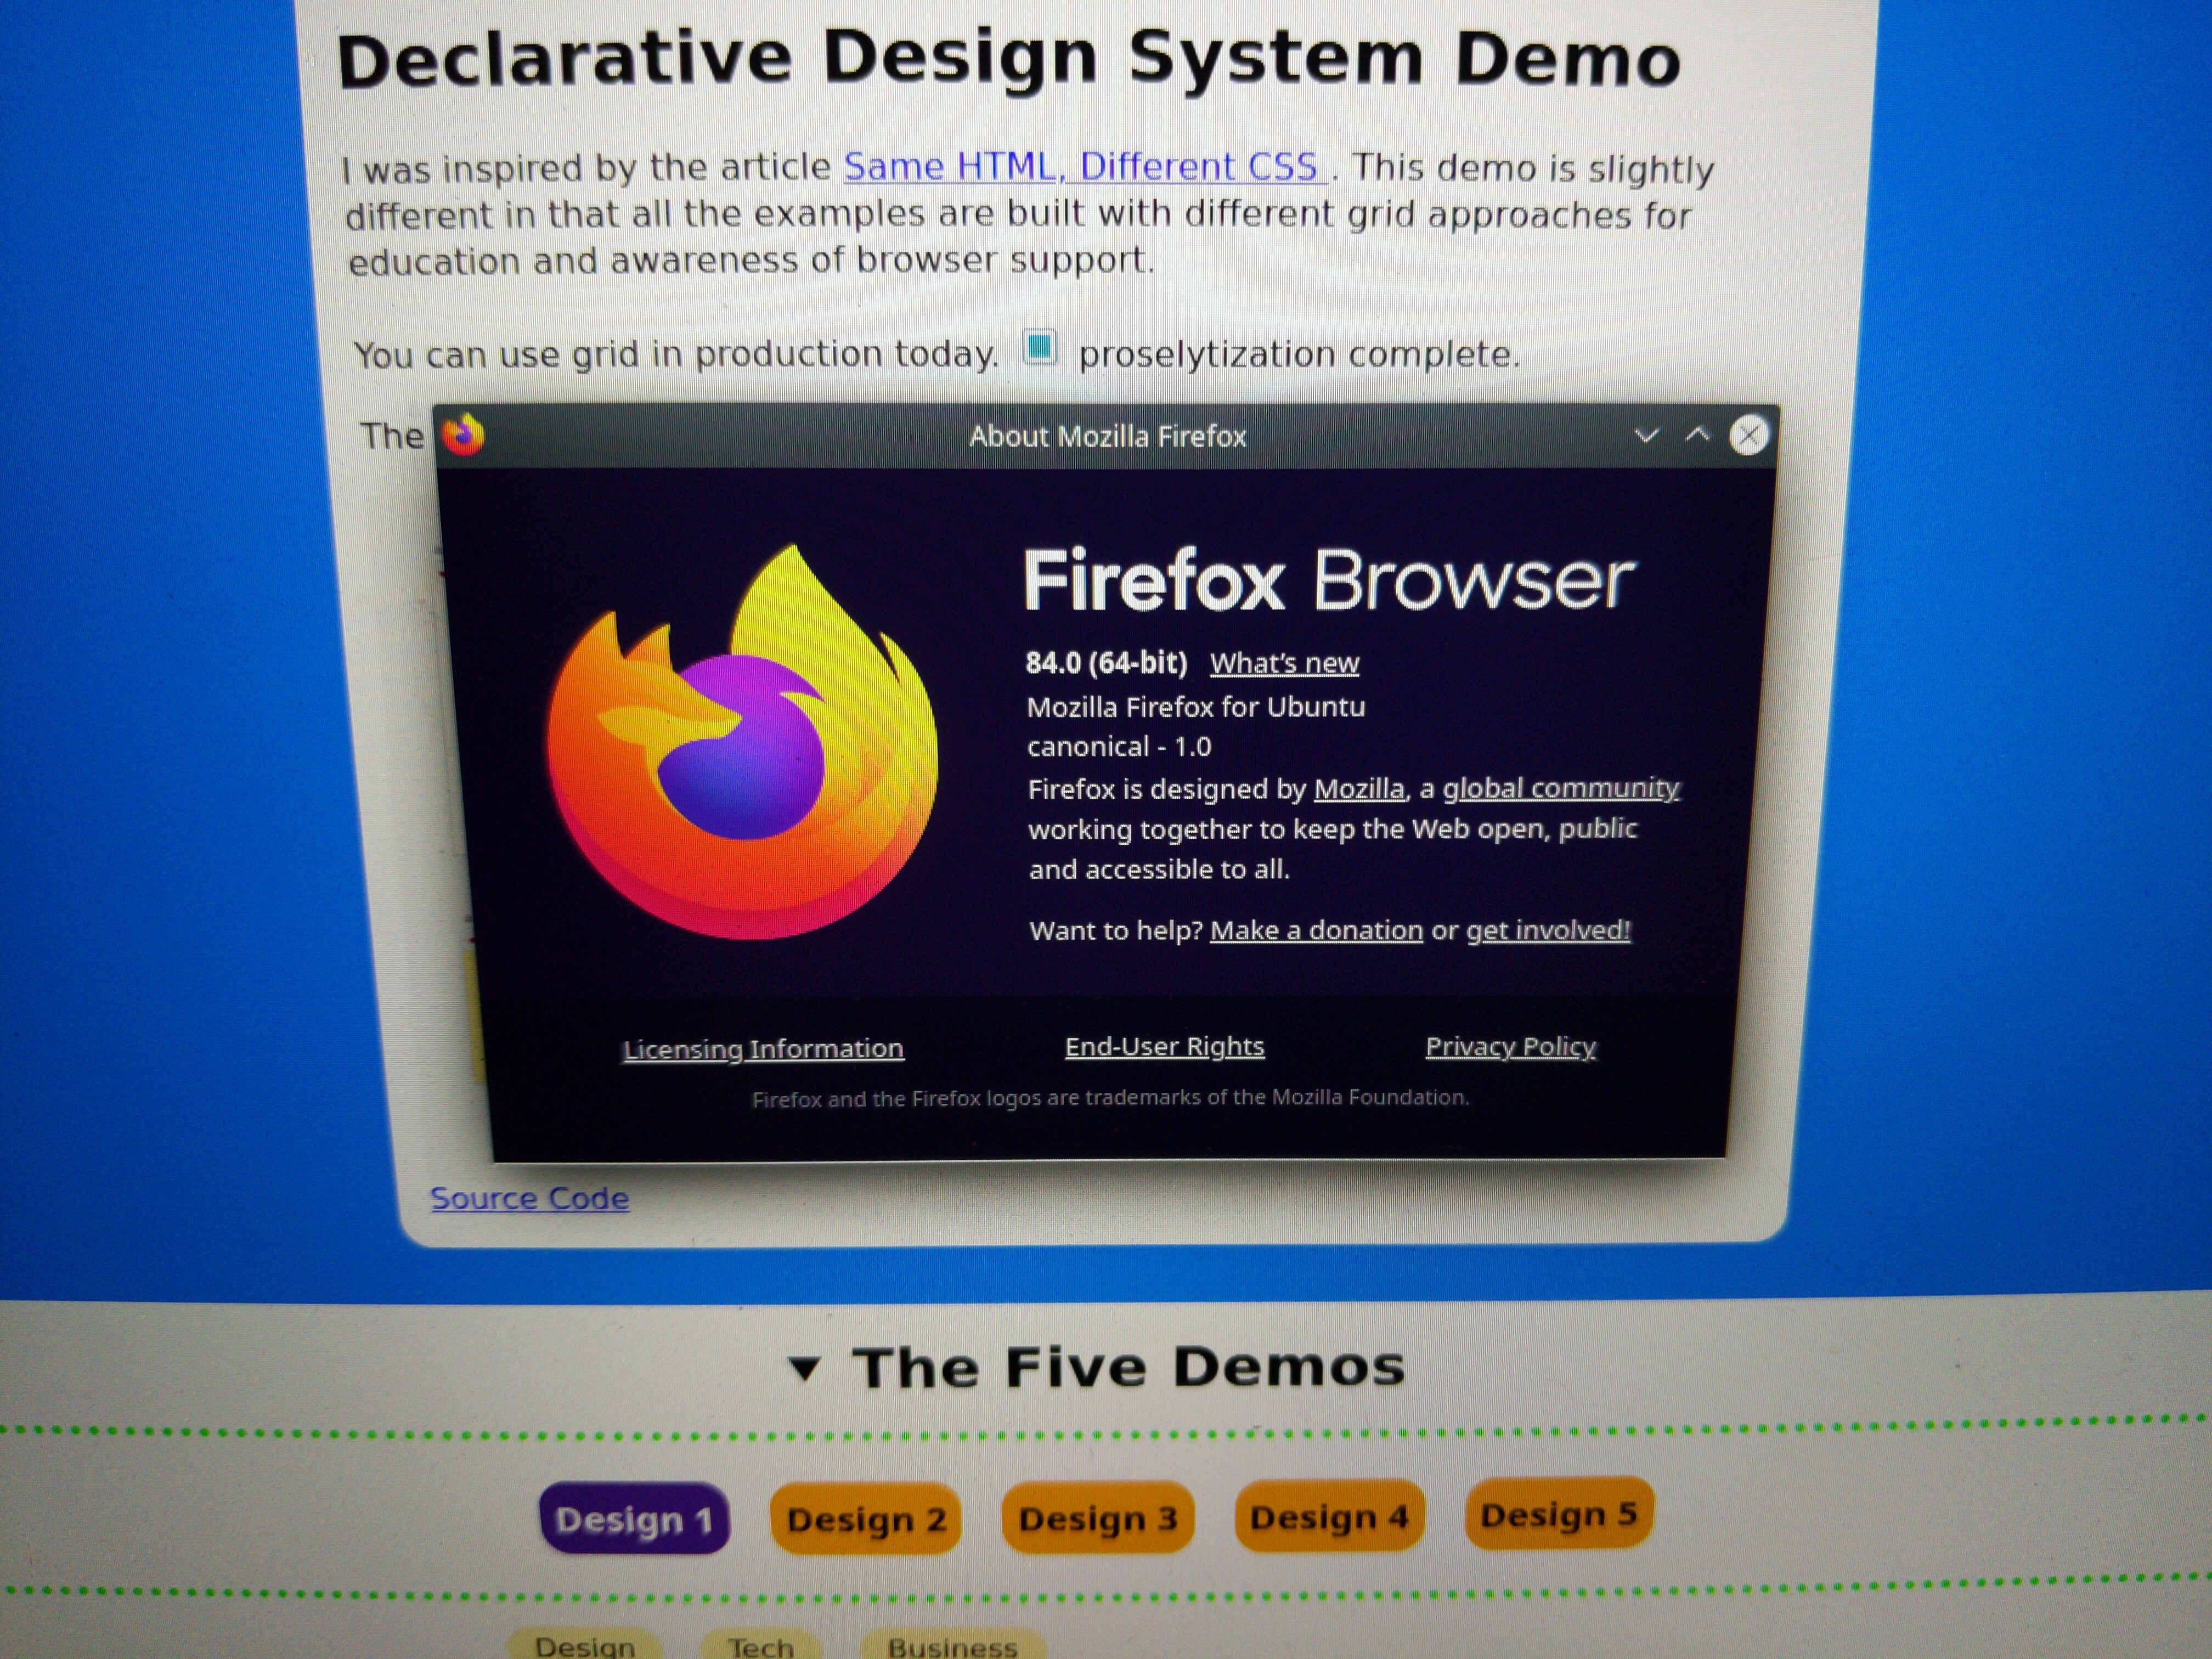 Declarative Design System Demo
I was inspired by the article Same HTML, Different CSS . This demo is slightly
different in that all the examples are built with different grid approaches for
education and awareness of browser support.
You can use grid in production today. proselytization complete.
The
About Mozilla Firefox
Firefox Browser
84.0 (64-bit) What's new
Mozilla Firefox for Ubuntu
canonical - 1.0
Firefox is designed by Mozilla, a global community
working together to keep the Web open, public
and accessible to all.
Want to help? Make a donation or get involved!
Licensing Information End-User Rights Privacy Policy
Firefox and the Firefox logos are trademarks of the Mozilla Foundation.
Source Code
▼ The Five Demos
Design 1 Design 2 Design 3 Design 4 Design 5
Design Tech Business